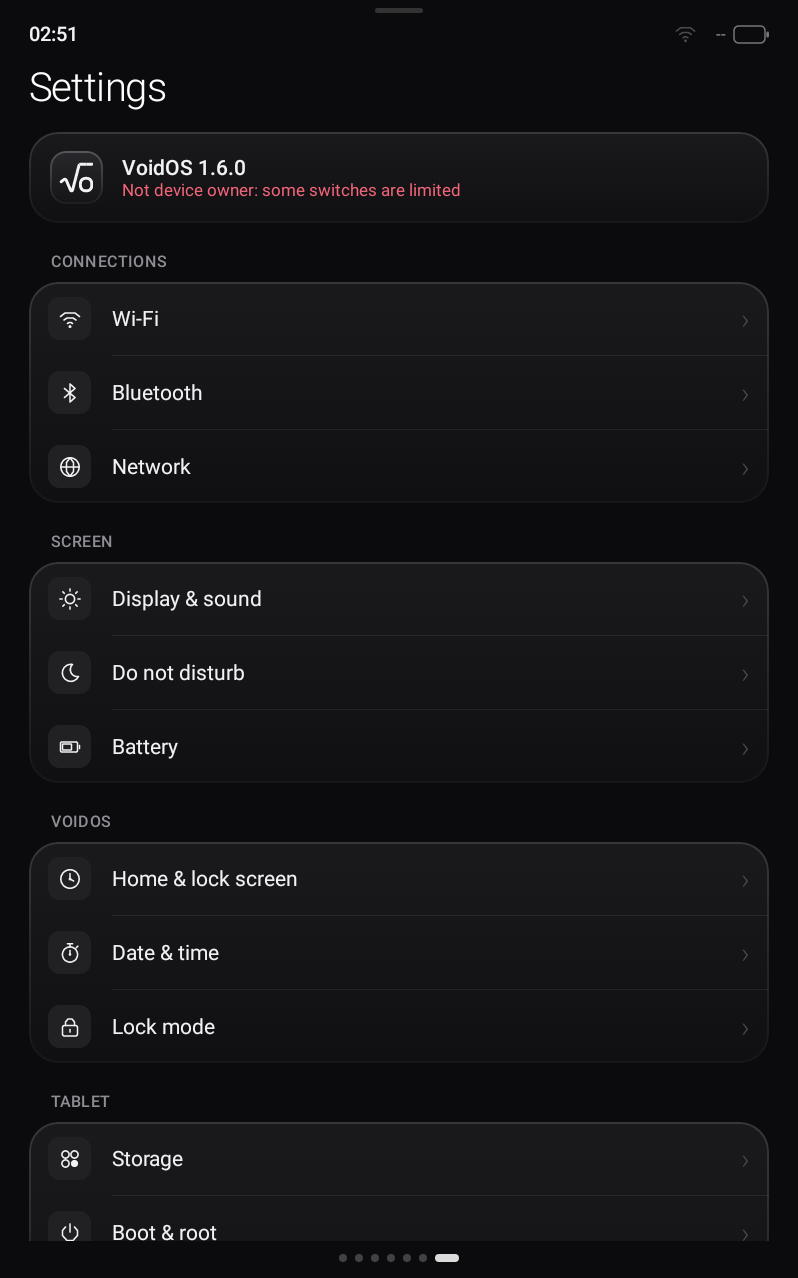 02:51
--
Settings
√o
VoidOS 1.6.0
Not device owner: some switches are limited
CONNECTIONS
Wi-Fi
Bluetooth
Network
SCREEN
Display & sound
Do not disturb
Battery
VOIDOS
Home & lock screen
Date & time
Lock mode
TABLET
Storage
Boot & root